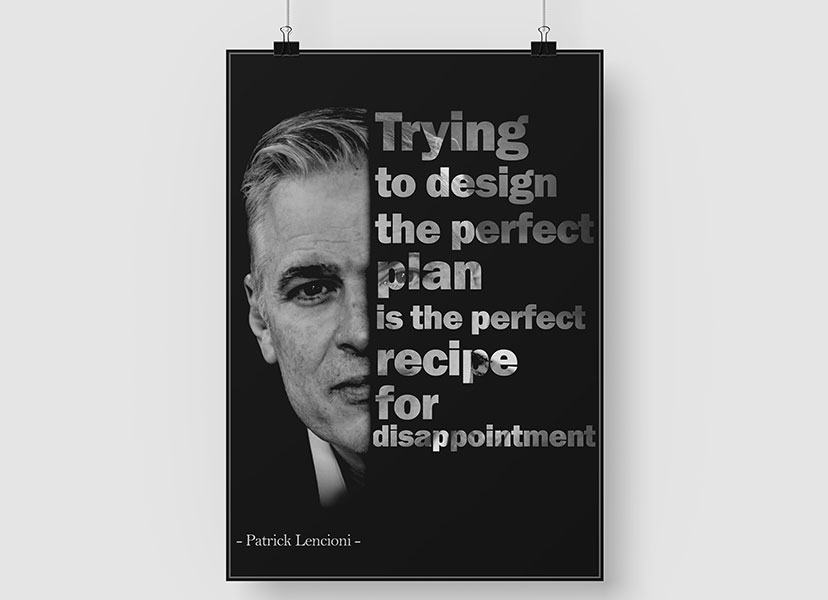 Trying
to design
the perfect
plan
is the perfect
recipe
for
disappointment
– Patrick Lencioni –